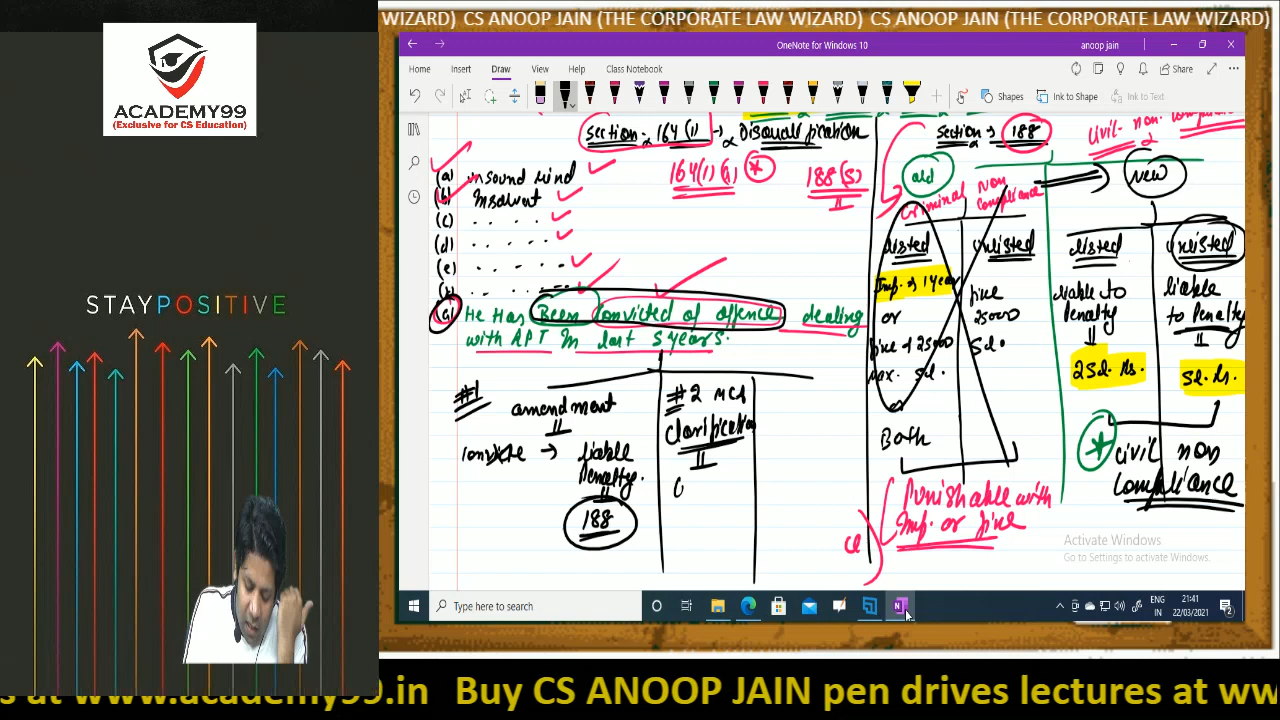 WIZARD) CS ANOOP JAIN (THE CORPORATE LAW WIZARD) CS ANOOP JAIN (THE CORPORATE LAW WIZARD)
ACADEMY99
(Exclusive for CS Education)
STAYPOSITIVE
OneNote for Windows 10
anoop jain
Home Insert Draw View Help Class Notebook
Share
Shapes Ink to Shape Ink to Text
Section 164(1) → Disqualification
(a) unsound mind
(b) Insolvent
(c) . . . . .
(d) . . . . .
(e) . . . . .
164(1)(g) *
188(5)
(g) He Has Been Convicted of offence dealing
with RPT In last 5 years.
#1
amendment
→ liable
Penalty.
188
#2 MCA
Clarification
Section → 188
Civil non
old
Criminal
Non
Compliance
listed
unlisted
Imp. of 1 year
or
fine of 25000
max. 5 l.
or
Both
fine
25000
5 l.
Punishable with
Imp. or fine
New
listed
unlisted
liable to
Penalty
25 l. Rs.
liable
to Penalty
5 l. Rs.
* Civil non
Compliance
Activate Windows
Go to Settings to activate Windows.
Type here to search
ENG
IN
21:41
22/03/2021
s at www.academy99.in Buy CS ANOOP JAIN pen drives lectures at ww